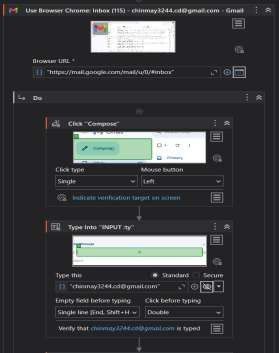 Use Browser Chrome: Inbox (115) - chinmay3244.cd@gmail.com - Gmail
Browser URL *
"https://mail.google.com/mail/u/0/#inbox"
Do
Click "Compose"
Compose
Click type
Mouse button
Single
Left
Indicate verification target on screen
Type Into "INPUT :ty"
Type this
Standard
Secure
"chinmay3244.cd@gmail.com"
Empty field before typing
Click before typing
Single line [End, Shift+H
Double
Verify that chinmay3244.cd@gmail.com is typed